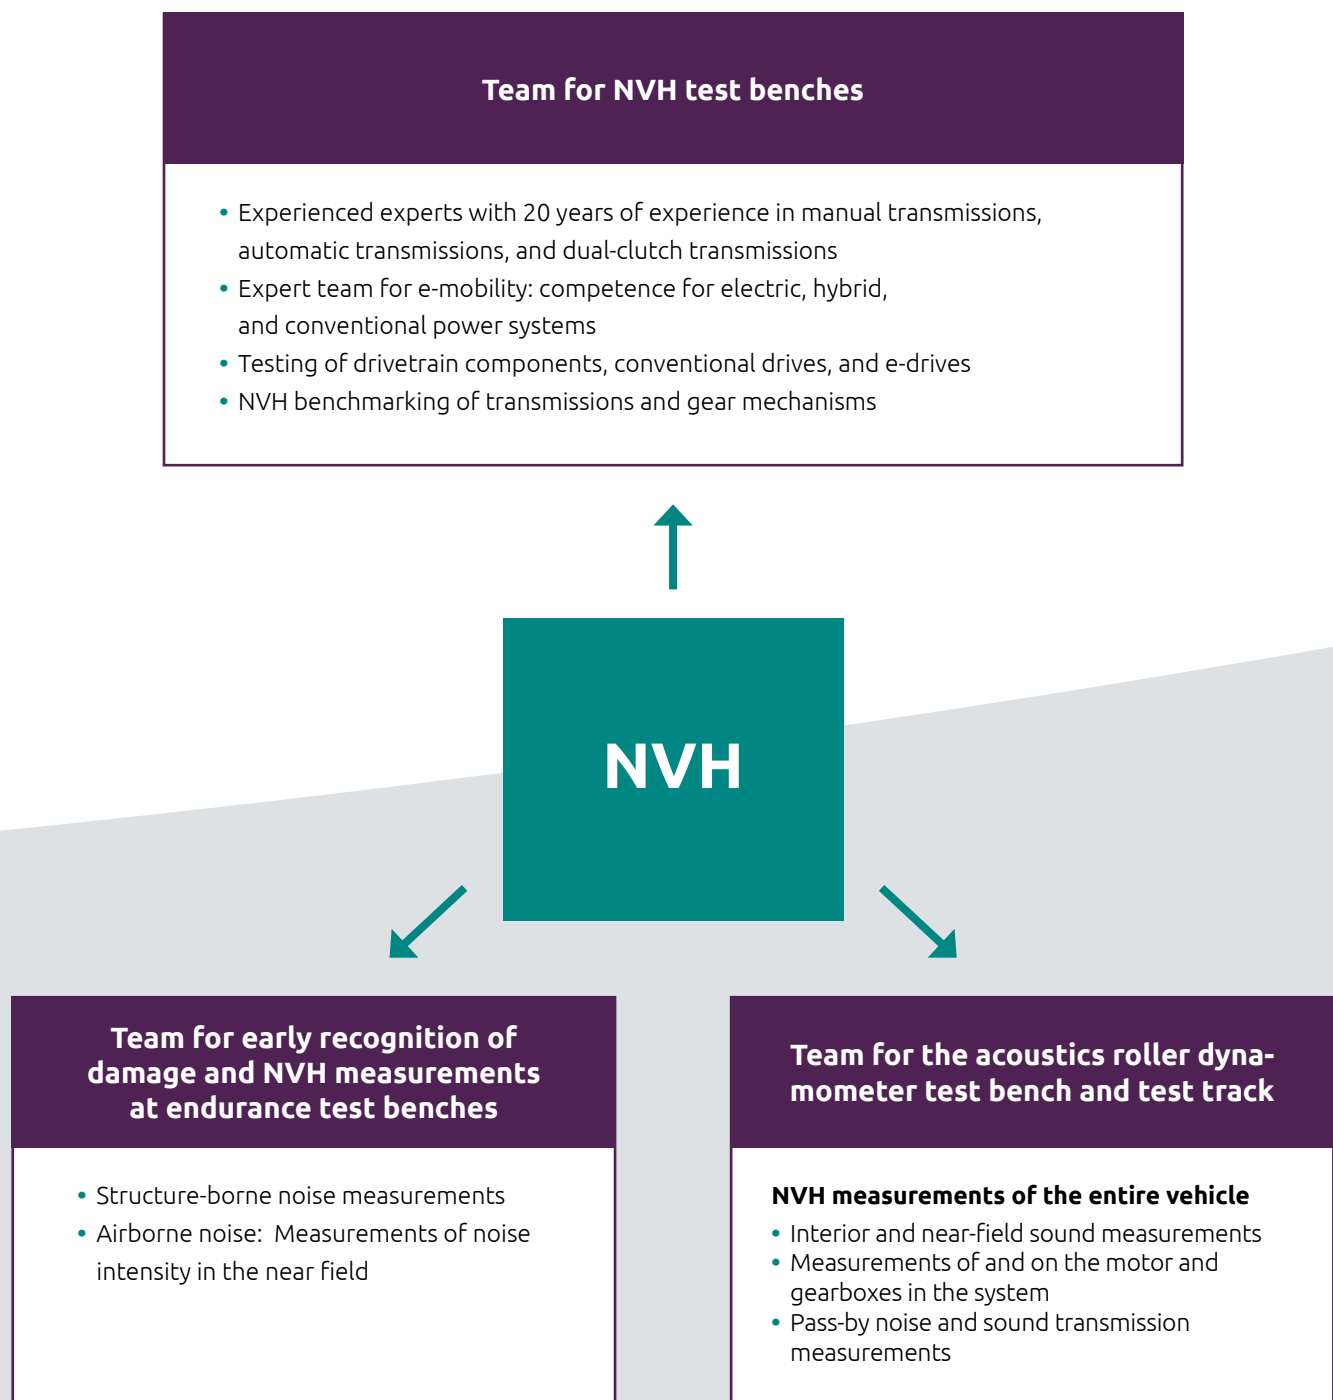 Team for NVH test benches
• Experienced experts with 20 years of experience in manual transmissions,
automatic transmissions, and dual-clutch transmissions
• Expert team for e-mobility: competence for electric, hybrid,
and conventional power systems
• Testing of drivetrain components, conventional drives, and e-drives
• NVH benchmarking of transmissions and gear mechanisms
NVH
Team for early recognition of
damage and NVH measurements
at endurance test benches
• Structure-borne noise measurements
• Airborne noise: Measurements of noise
intensity in the near field
Team for the acoustics roller dyna-
mometer test bench and test track
NVH measurements of the entire vehicle
• Interior and near-field sound measurements
• Measurements of and on the motor and
gearboxes in the system
• Pass-by noise and sound transmission
measurements